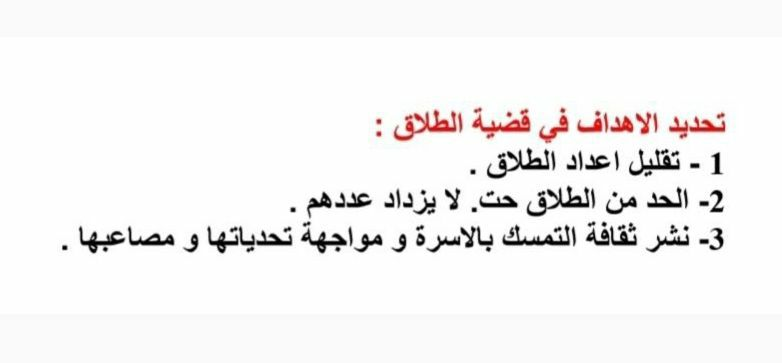 تحديد الاهداف في قضية الطلاق :
1 - تقليل اعداد الطلاق .
2- الحد من الطلاق حت. لا يزداد عددهم .
3- نشر ثقافة التمسك بالاسرة و مواجهة تحدياتها و مصاعبها .